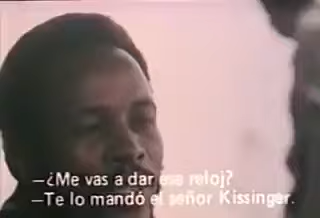 —¿Me vas a dar ese reloj?
—Te lo mandó el señor Kissinger.